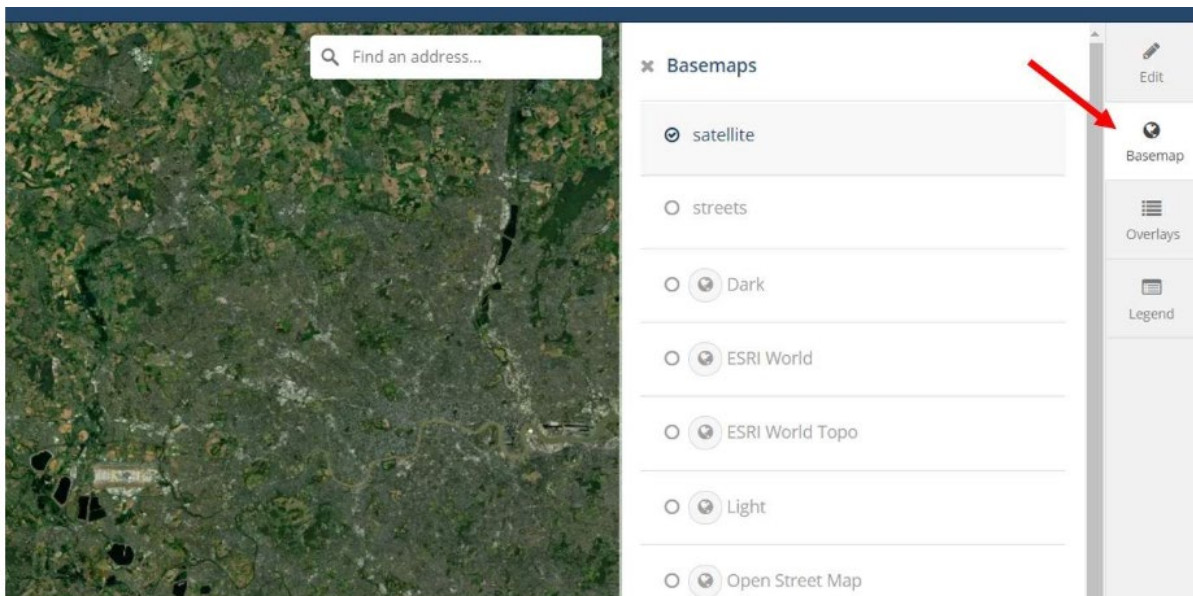 Find an address...
Basemaps
satellite
streets
Dark
ESRI World
ESRI World Topo
Light
Open Street Map
Edit
Basemap
Overlays
Legend